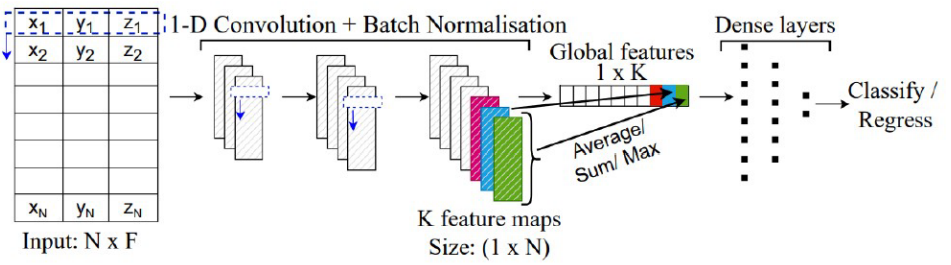 x1 y1 z1
x2 y2 z2
xN yN zN
Input: N x F
1-D Convolution + Batch Normalisation
K feature maps
Size: (1 x N)
Global features
1 x K
Average/
Sum/ Max
Dense layers
Classify /
Regress